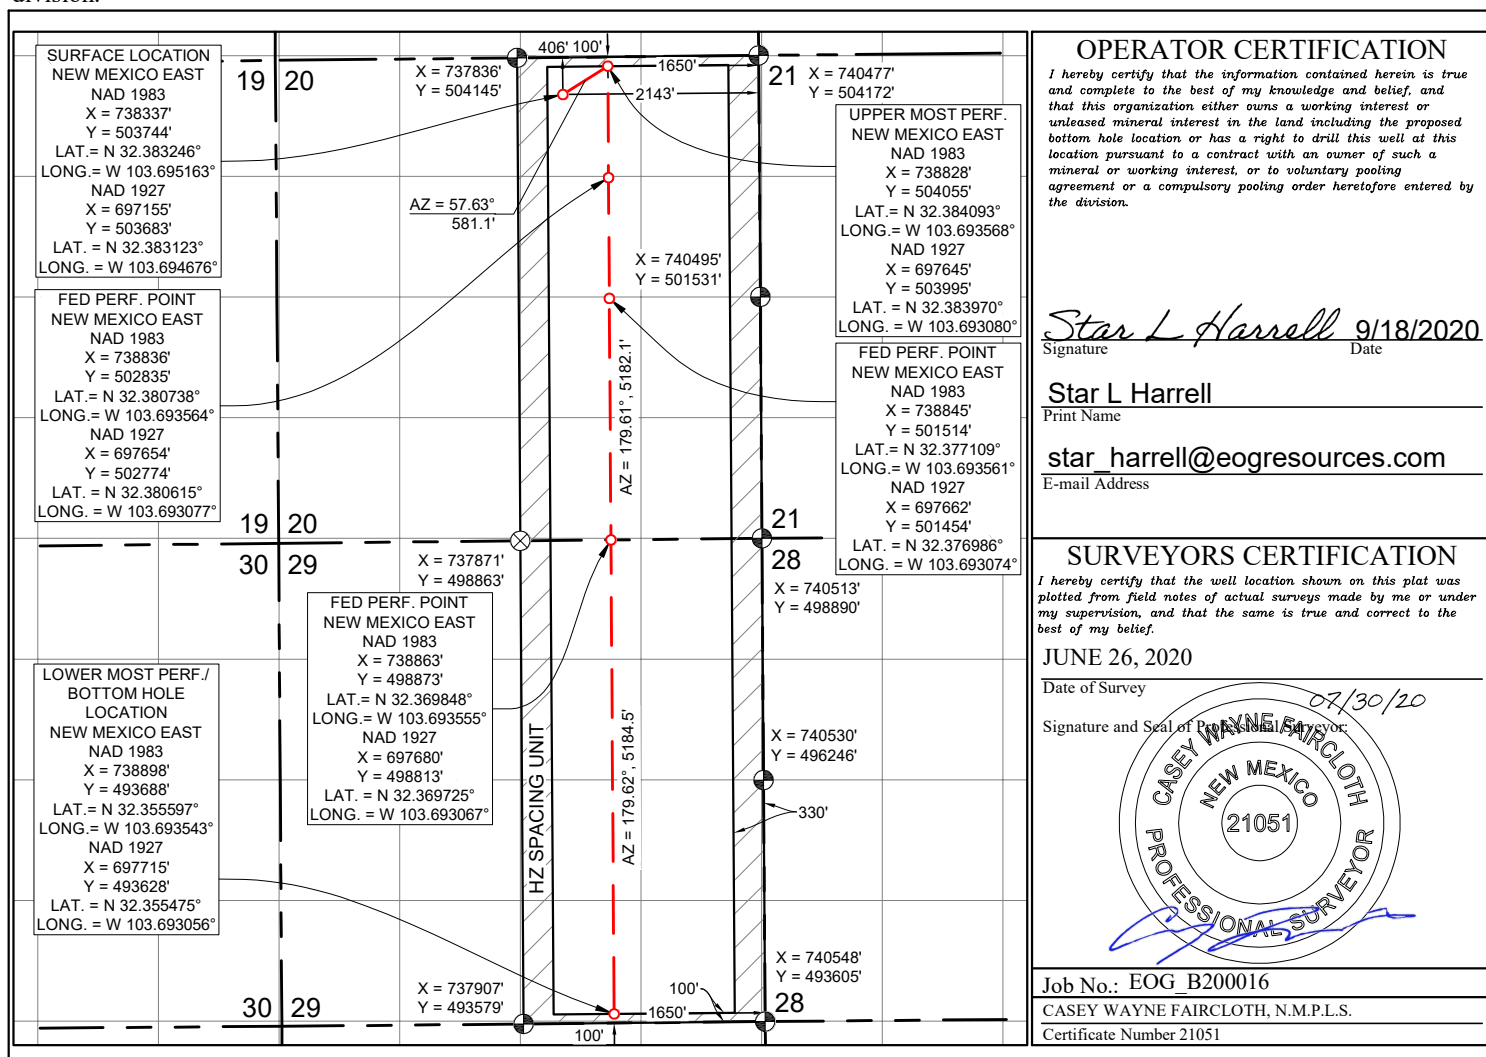 division.
SURFACE LOCATION
NEW MEXICO EAST
NAD 1983
X = 738337'
Y = 503744'
LAT.= N 32.383246°
LONG.= W 103.695163°
NAD 1927
X = 697155'
Y = 503683'
LAT. = N 32.383123°
LONG. = W 103.694676°
FED PERF. POINT
NEW MEXICO EAST
NAD 1983
X = 738836'
Y = 502835'
LAT.= N 32.380738°
LONG.= W 103.693564°
NAD 1927
X = 697654'
Y = 502774'
LAT. = N 32.380615°
LONG. = W 103.693077°
LOWER MOST PERF./
BOTTOM HOLE
LOCATION
NEW MEXICO EAST
NAD 1983
X = 738898'
Y = 493688'
LAT.= N 32.355597°
LONG.= W 103.693543°
NAD 1927
X = 697715'
Y = 493628'
LAT. = N 32.355475°
LONG. = W 103.693056°
19 20
19 20
30 29
30 29
406' 100'
1650'
2143'
X = 737836'
Y = 504145'
21
X = 740477'
Y = 504172'
AZ = 57.63°
581.1'
X = 740495'
Y = 501531'
AZ = 179.61°, 5182.1'
UPPER MOST PERF.
NEW MEXICO EAST
NAD 1983
X = 738828'
Y = 504055'
LAT.= N 32.384093°
LONG.= W 103.693568°
NAD 1927
X = 697645'
Y = 503995'
LAT. = N 32.383970°
LONG. = W 103.693080°
FED PERF. POINT
NEW MEXICO EAST
NAD 1983
X = 738845'
Y = 501514'
LAT.= N 32.377109°
LONG.= W 103.693561°
NAD 1927
X = 697662'
Y = 501454'
LAT. = N 32.376986°
LONG. = W 103.693074°
21
28
X = 737871'
Y = 498863'
X = 740513'
Y = 498890'
FED PERF. POINT
NEW MEXICO EAST
NAD 1983
X = 738863'
Y = 498873'
LAT.= N 32.369848°
LONG.= W 103.693555°
NAD 1927
X = 697680'
Y = 498813'
LAT. = N 32.369725°
LONG. = W 103.693067°
HZ SPACING UNIT
AZ = 179.62°, 5184.5'
X = 740530'
Y = 496246'
330'
X = 740548'
Y = 493605'
X = 737907'
Y = 493579'
100'
1650'
28
100'
OPERATOR CERTIFICATION
I hereby certify that the information contained herein is true
and complete to the best of my knowledge and belief, and
that this organization either owns a working interest or
unleased mineral interest in the land including the proposed
bottom hole location or has a right to drill this well at this
location pursuant to a contract with an owner of such a
mineral or working interest, or to voluntary pooling
agreement or a compulsory pooling order heretofore entered by
the division.
Star L Harrell 9/18/2020
Signature Date
Star L Harrell
Print Name
star_harrell@eogresources.com
E-mail Address
SURVEYORS CERTIFICATION
I hereby certify that the well location shown on this plat was
plotted from field notes of actual surveys made by me or under
my supervision, and that the same is true and correct to the
best of my belief.
JUNE 26, 2020
Date of Survey
07/30/20
Signature and Seal of Professional Surveyor:
CASEY WAYNE FAIRCLOTH
NEW MEXICO
21051
PROFESSIONAL SURVEYOR
Job No.: EOG_B200016
CASEY WAYNE FAIRCLOTH, N.M.P.L.S.
Certificate Number 21051